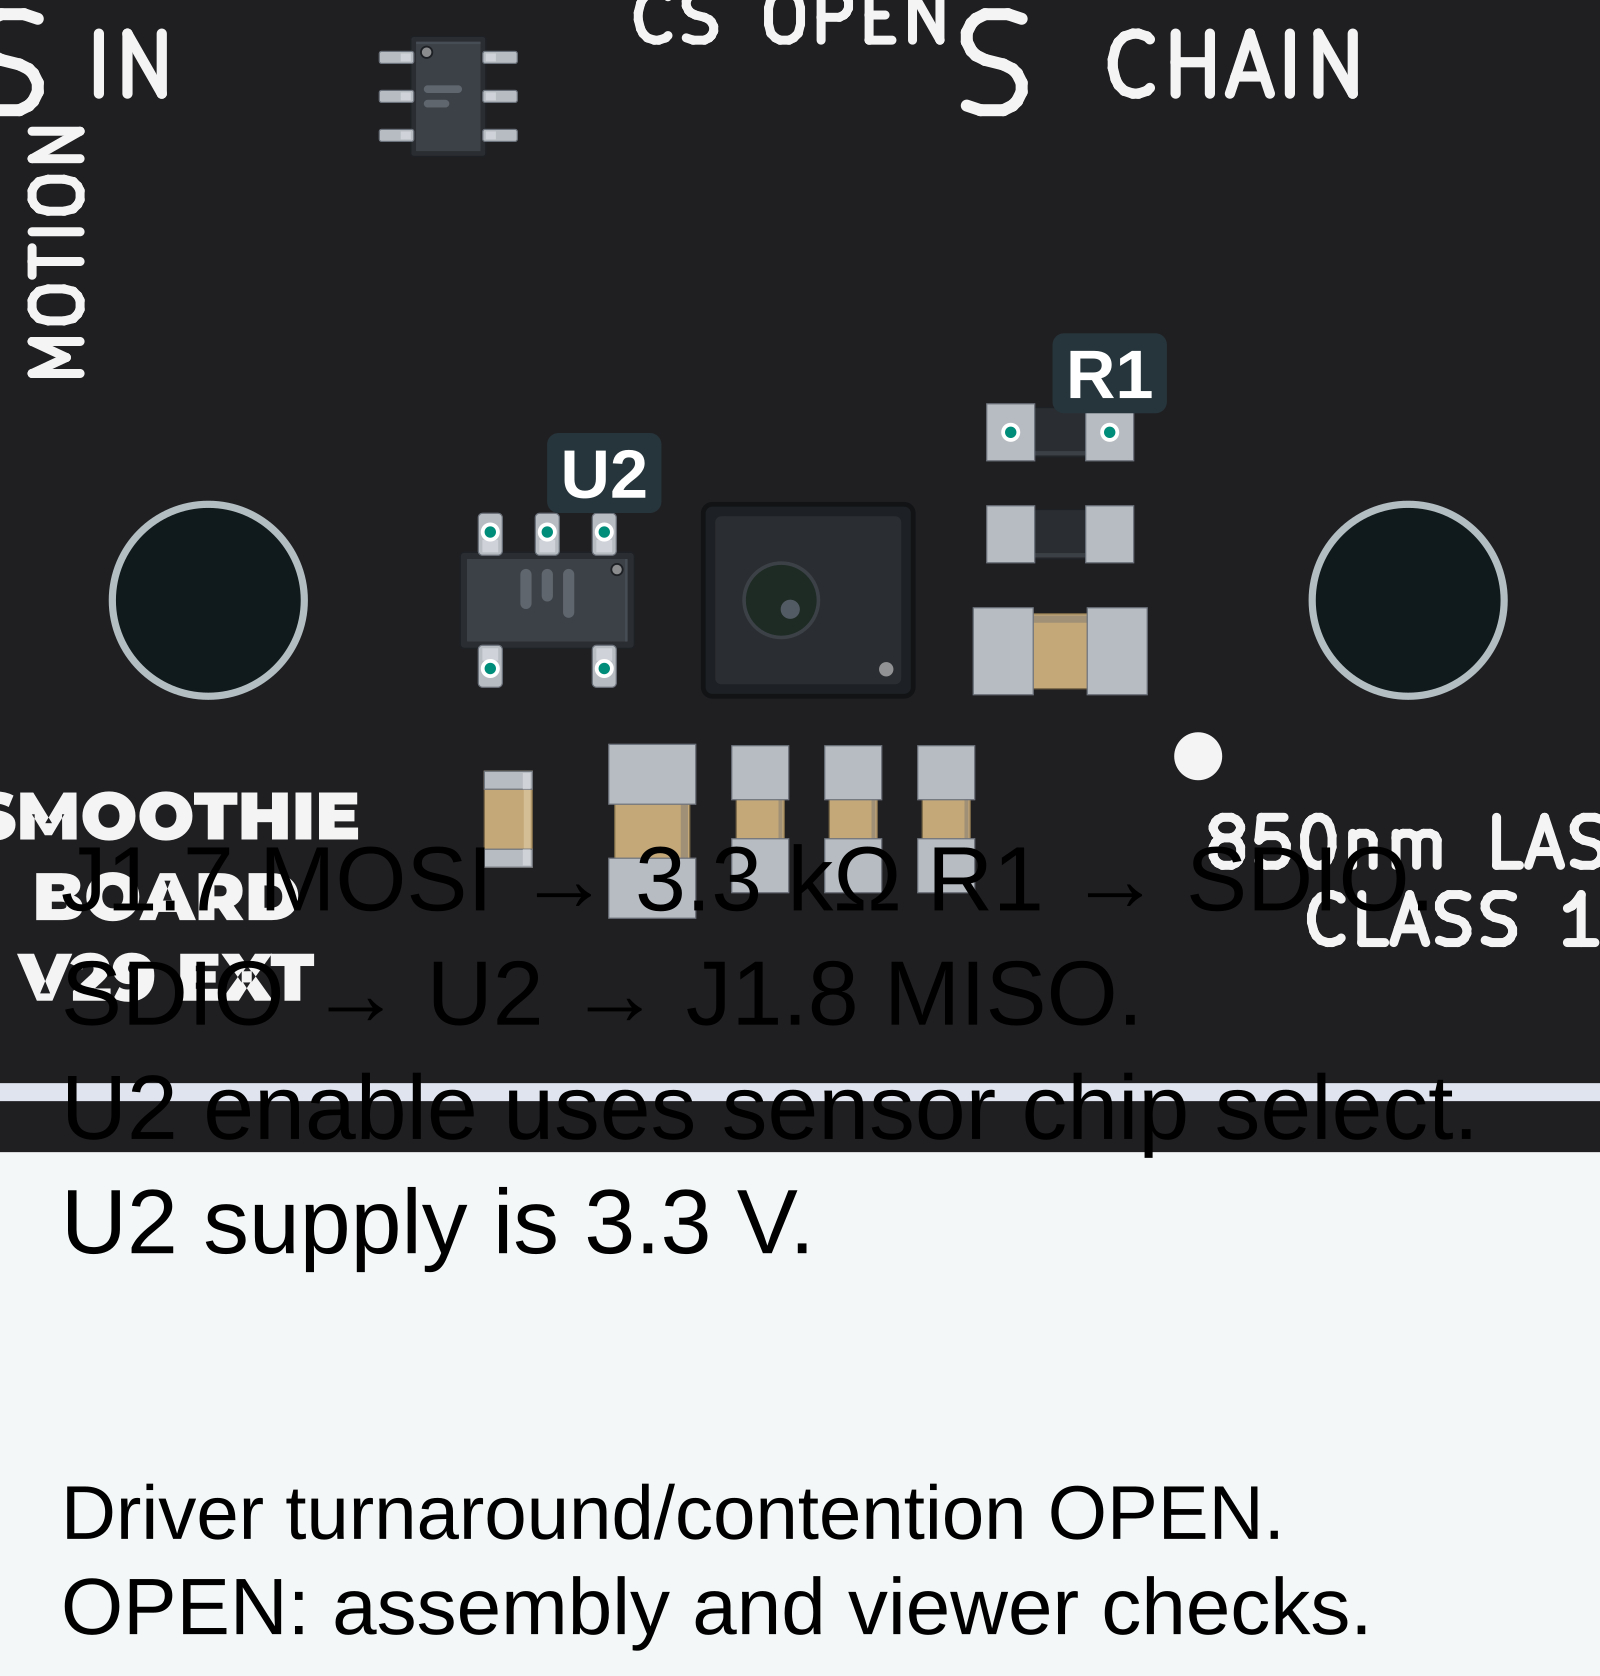 S IN
CS OPEN
S CHAIN
MOTION
R1
U2
SMOOTHIE
BOARD
V29 EXT
850nm LAS
CLASS 1
J1.7 MOSI → 3.3 kΩ R1 → SDIO.
SDIO → U2 → J1.8 MISO.
U2 enable uses sensor chip select.
U2 supply is 3.3 V.
Driver turnaround/contention OPEN.
OPEN: assembly and viewer checks.